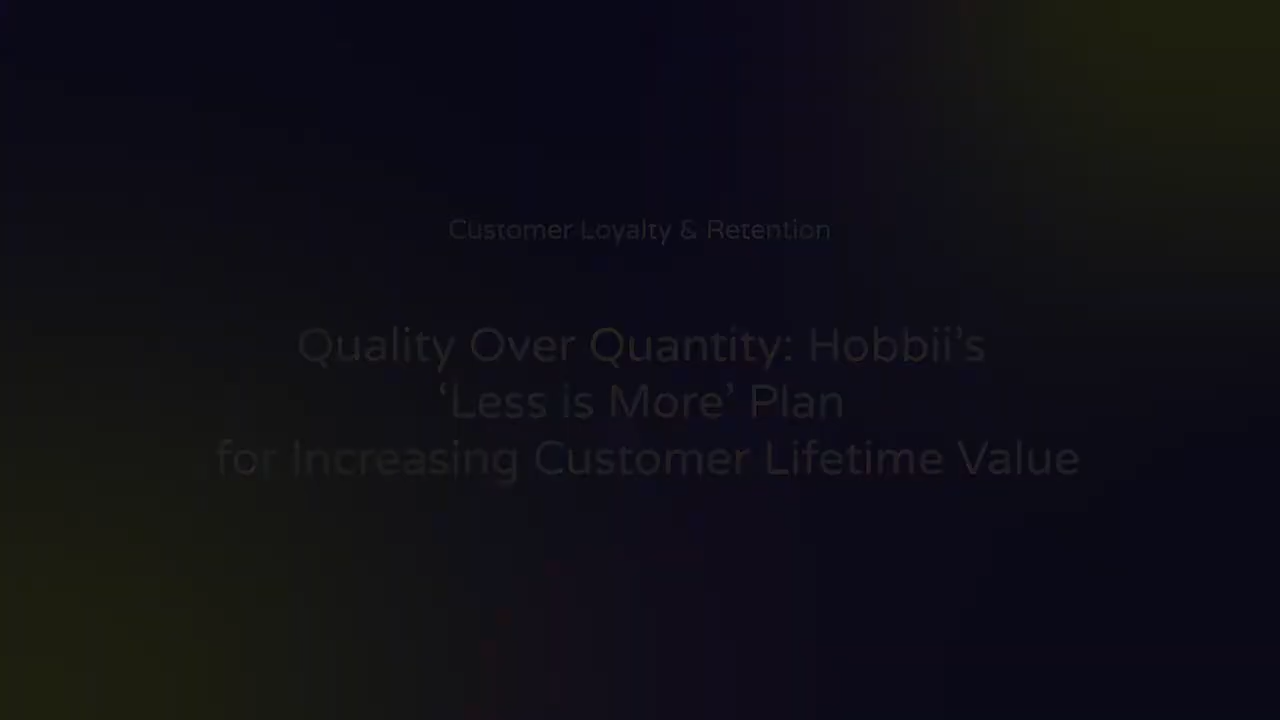 Customer Loyalty & Retention
Quality Over Quantity: Hobbii’s
‘Less is More’ Plan
for Increasing Customer Lifetime Value